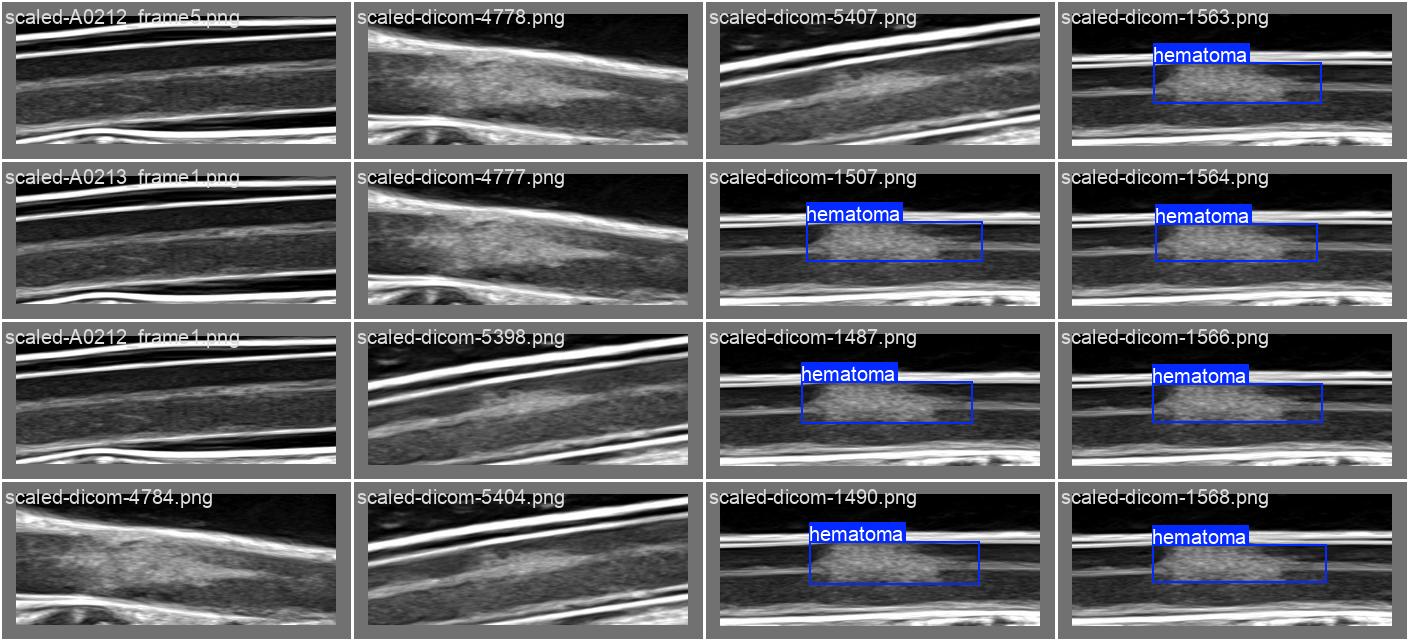 scaled-A0212_frame5.png
scaled-dicom-4778.png
scaled-dicom-5407.png
scaled-dicom-1563.png
hematoma
scaled-A0213_frame1.png
scaled-dicom-4777.png
scaled-dicom-1507.png
hematoma
scaled-dicom-1564.png
hematoma
scaled-A0212_frame1.png
scaled-dicom-5398.png
scaled-dicom-1487.png
hematoma
scaled-dicom-1566.png
hematoma
scaled-dicom-4784.png
scaled-dicom-5404.png
scaled-dicom-1490.png
hematoma
scaled-dicom-1568.png
hematoma